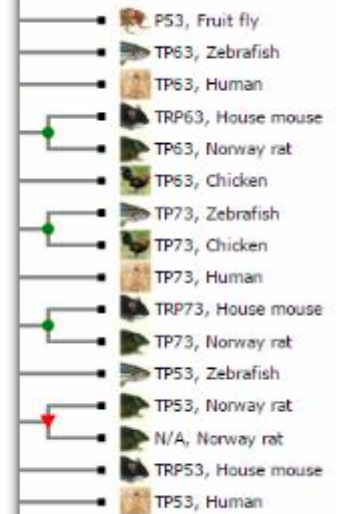 P53, Fruit fly
TP63, Zebrafish
TP63, Human
TRP63, House mouse
TP63, Norway rat
TP63, Chicken
TP73, Zebrafish
TP73, Chicken
TP73, Human
TRP73, House mouse
TP73, Norway rat
TP53, Zebrafish
TP53, Norway rat
N/A, Norway rat
TRP53, House mouse
TP53, Human